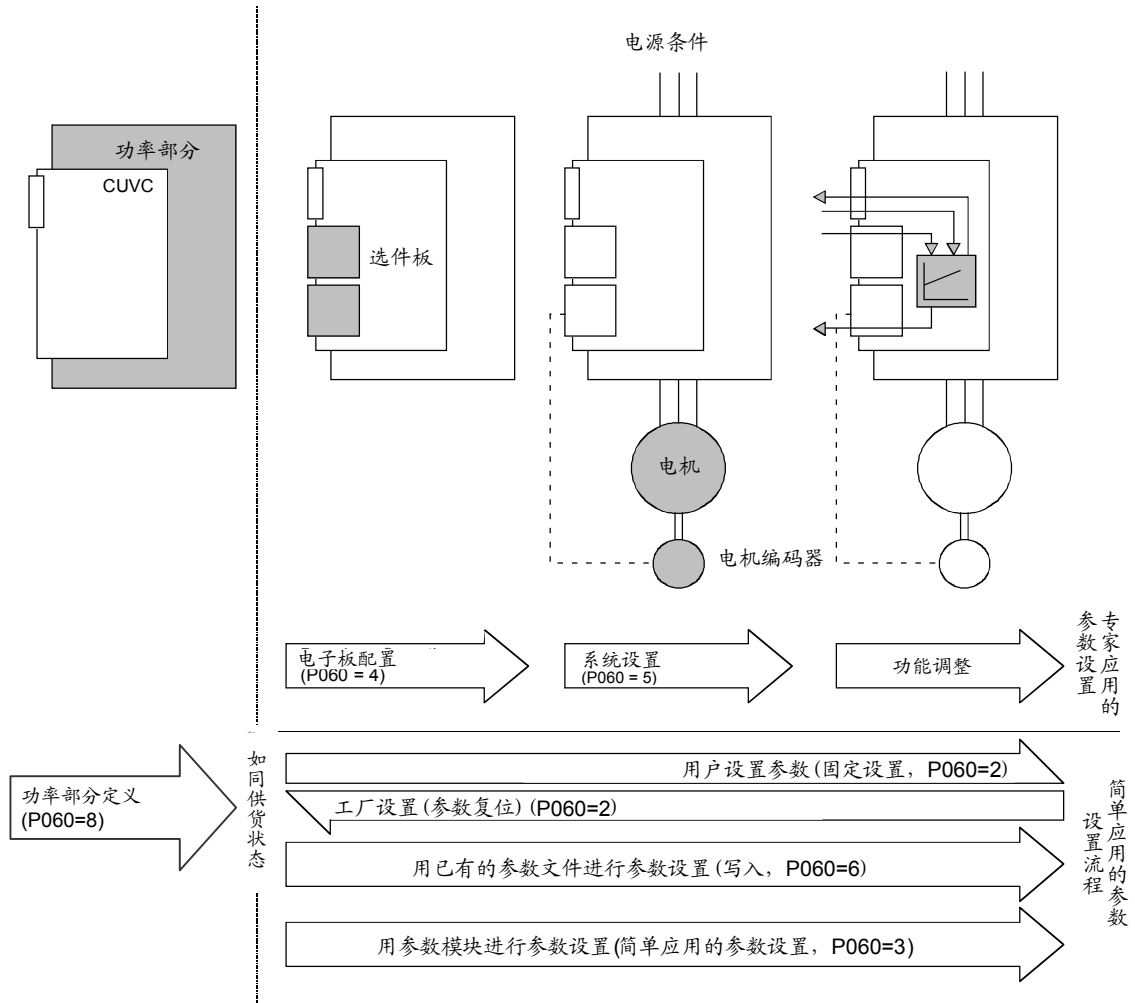 电源条件
功率部分
CUVC
选件板
电机
电机编码器
电子板配置
(P060 = 4)
系统设置
(P060 = 5)
功能调整
专家应用的
参数设置
功率部分定义
(P060=8)
如同供货状态
用户设置参数(固定设置，P060=2)
工厂设置(参数复位) (P060=2)
用已有的参数文件进行参数设置(写入，P060=6)
用参数模块进行参数设置(简单应用的参数设置，P060=3)
简单应用的参数
设置流程